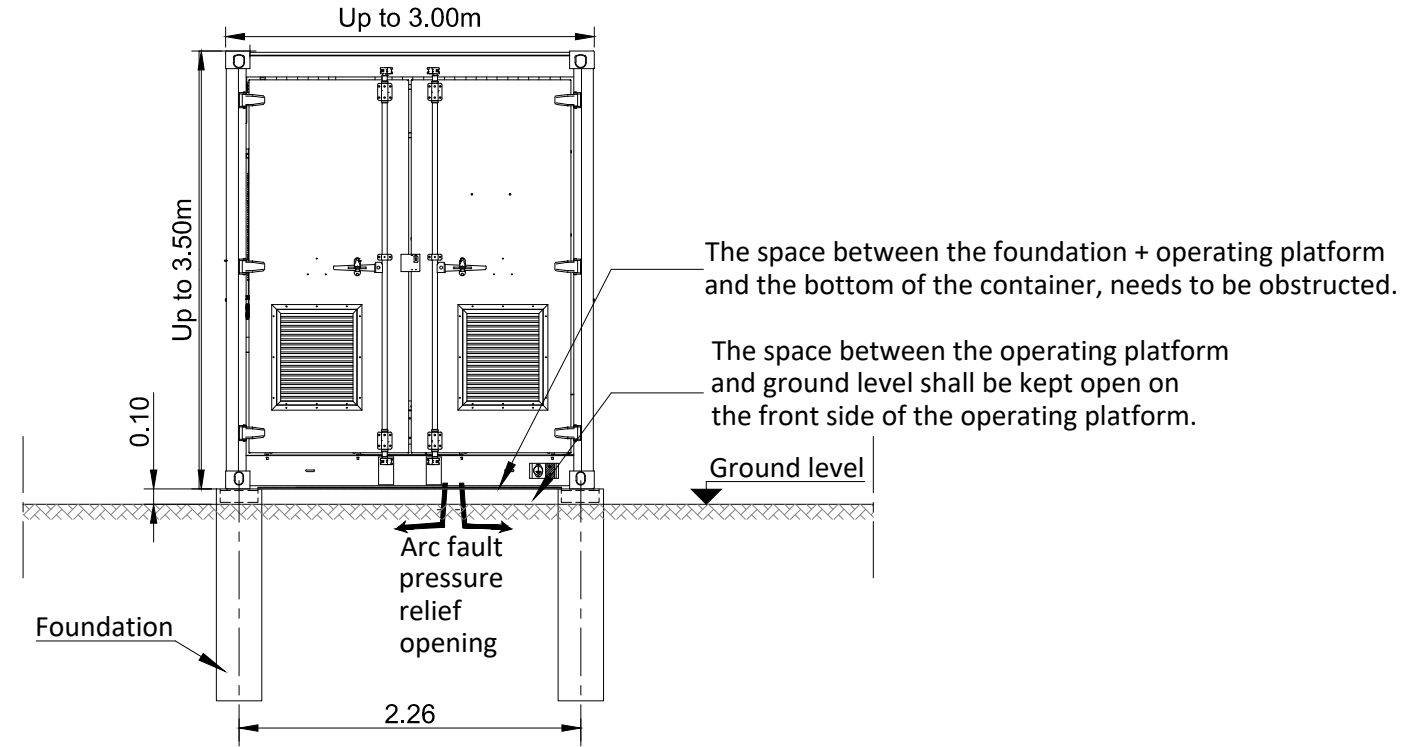 Up to 3.00m
Up to 3.50m
The space between the foundation + operating platform
and the bottom of the container, needs to be obstructed.
The space between the operating platform
and ground level shall be kept open on
the front side of the operating platform.
0.10
Ground level
Arc fault
pressure
relief
opening
Foundation
2.26